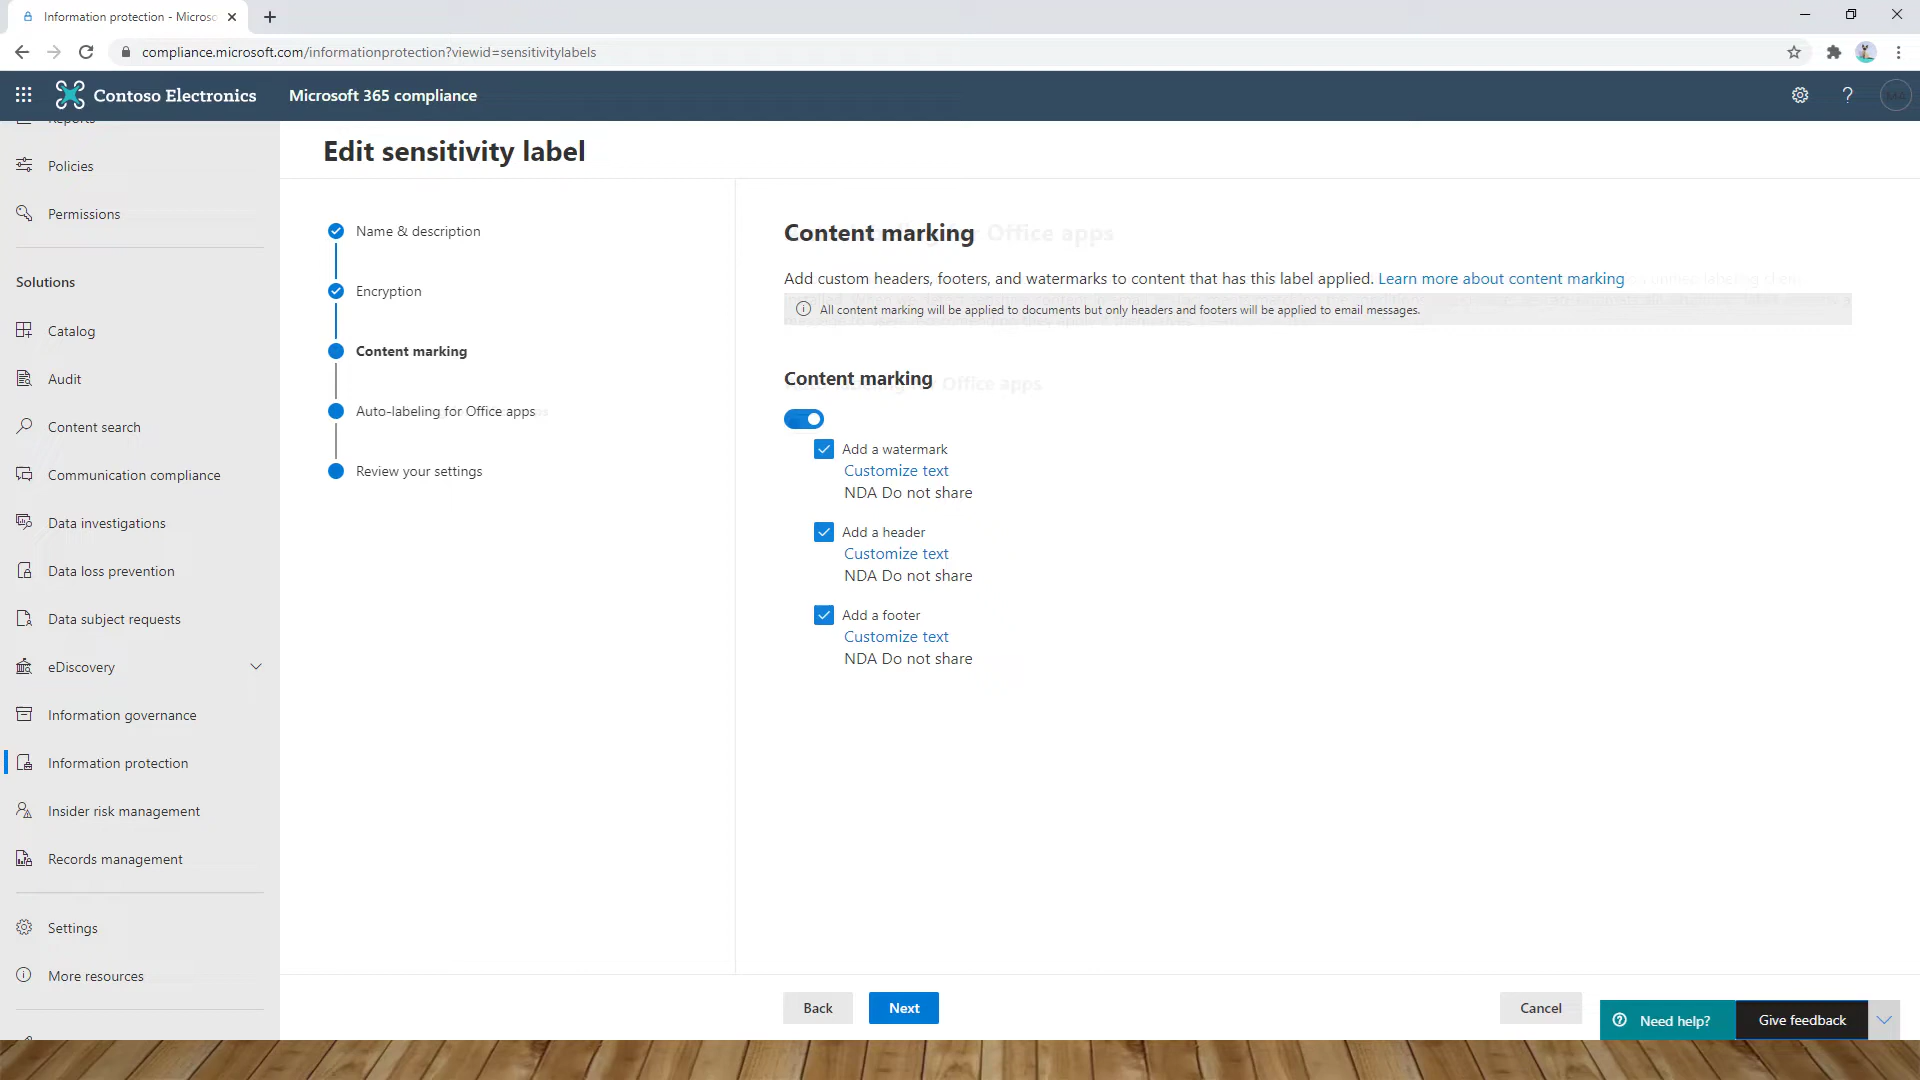 Information protection - Micros
compliance.microsoft.com/informationprotection?viewid=sensitivitylabels
Contoso Electronics
Microsoft 365 compliance
Reports
Policies
Permissions
Solutions
Catalog
Audit
Content search
Communication compliance
Data investigations
Data loss prevention
Data subject requests
eDiscovery
Information governance
Information protection
Insider risk management
Records management
Settings
More resources
Edit sensitivity label
Name & description
Encryption
Content marking
Auto-labeling for Office apps
Review your settings
Content marking
Office apps
Add custom headers, footers, and watermarks to content that has this label applied. Learn more about content marking
All content marking will be applied to documents but only headers and footers will be applied to email messages.
Content marking
Office apps
Add a watermark
Customize text
NDA Do not share
Add a header
Customize text
NDA Do not share
Add a footer
Customize text
NDA Do not share
Back
Next
Cancel
Need help?
Give feedback